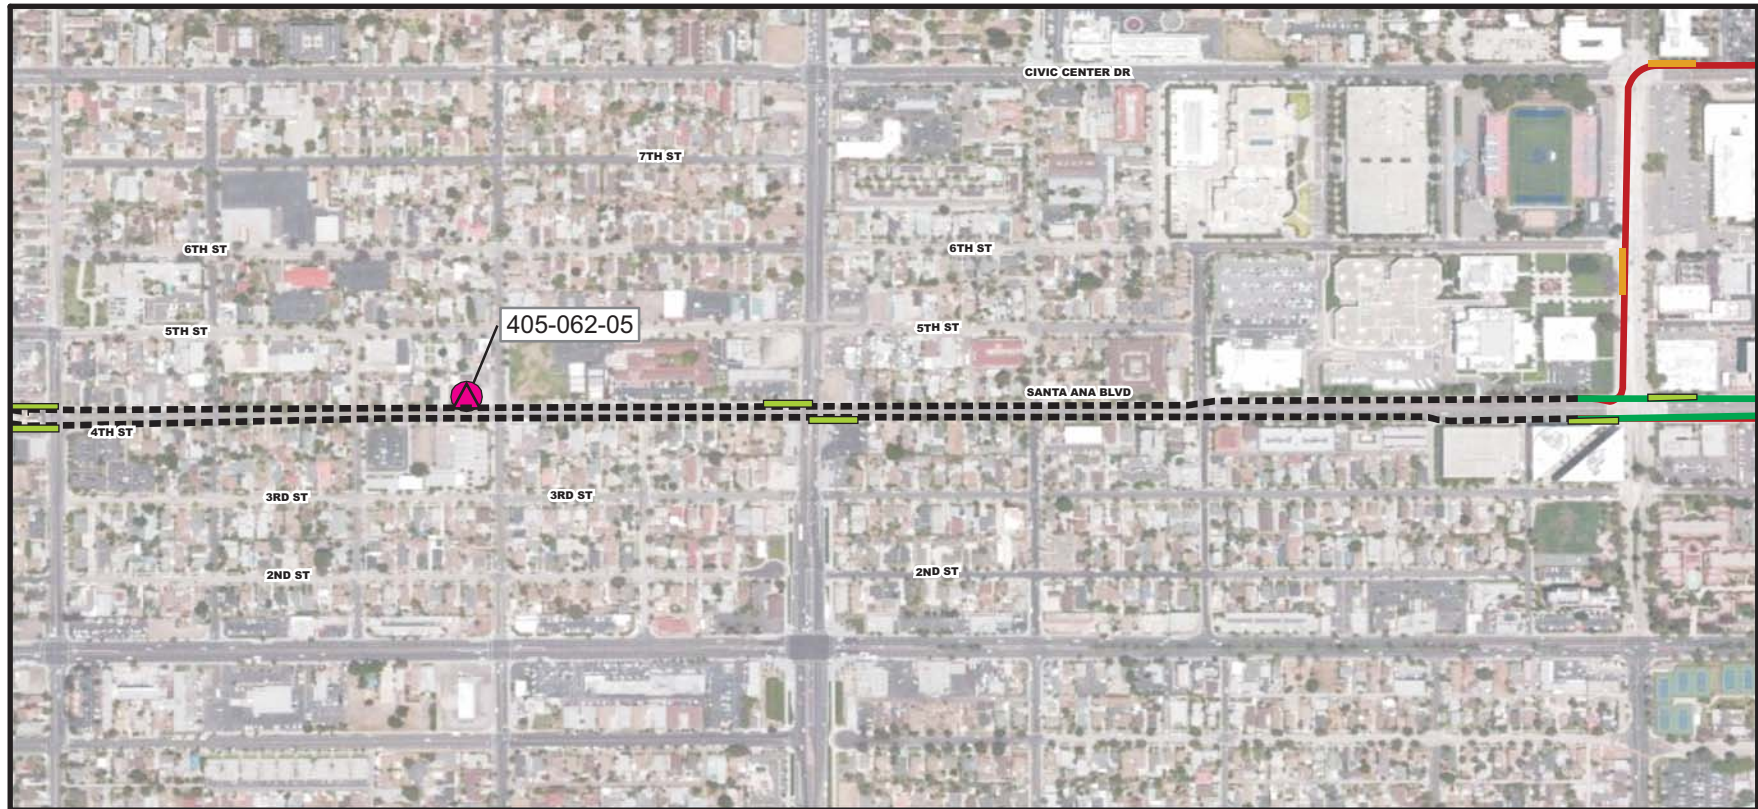 CIVIC CENTER DR
7TH ST
6TH ST
6TH ST
405-062-05
5TH ST
5TH ST
SANTA ANA BLVD
4TH ST
3RD ST
3RD ST
2ND ST
2ND ST